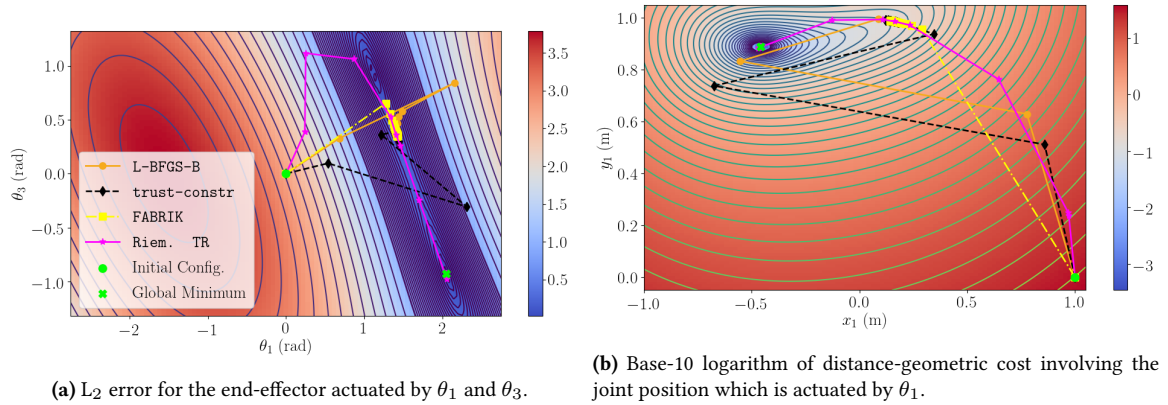 1.0
0.5
0.0
−0.5
−1.0
θ₃ (rad)
L-BFGS-B
trust-constr
FABRIK
Riem. TR
Initial Config.
Global Minimum
−2 −1 0 1 2
θ₁ (rad)
3.5
3.0
2.5
2.0
1.5
1.0
0.5
(a) L₂ error for the end-effector actuated by θ₁ and θ₃.
1.0
0.8
0.6
0.4
0.2
0.0
y₁ (m)
−1.0 −0.5 0.0 0.5 1.0
x₁ (m)
1
0
−1
−2
−3
(b) Base-10 logarithm of distance-geometric cost involving the
joint position which is actuated by θ₁.